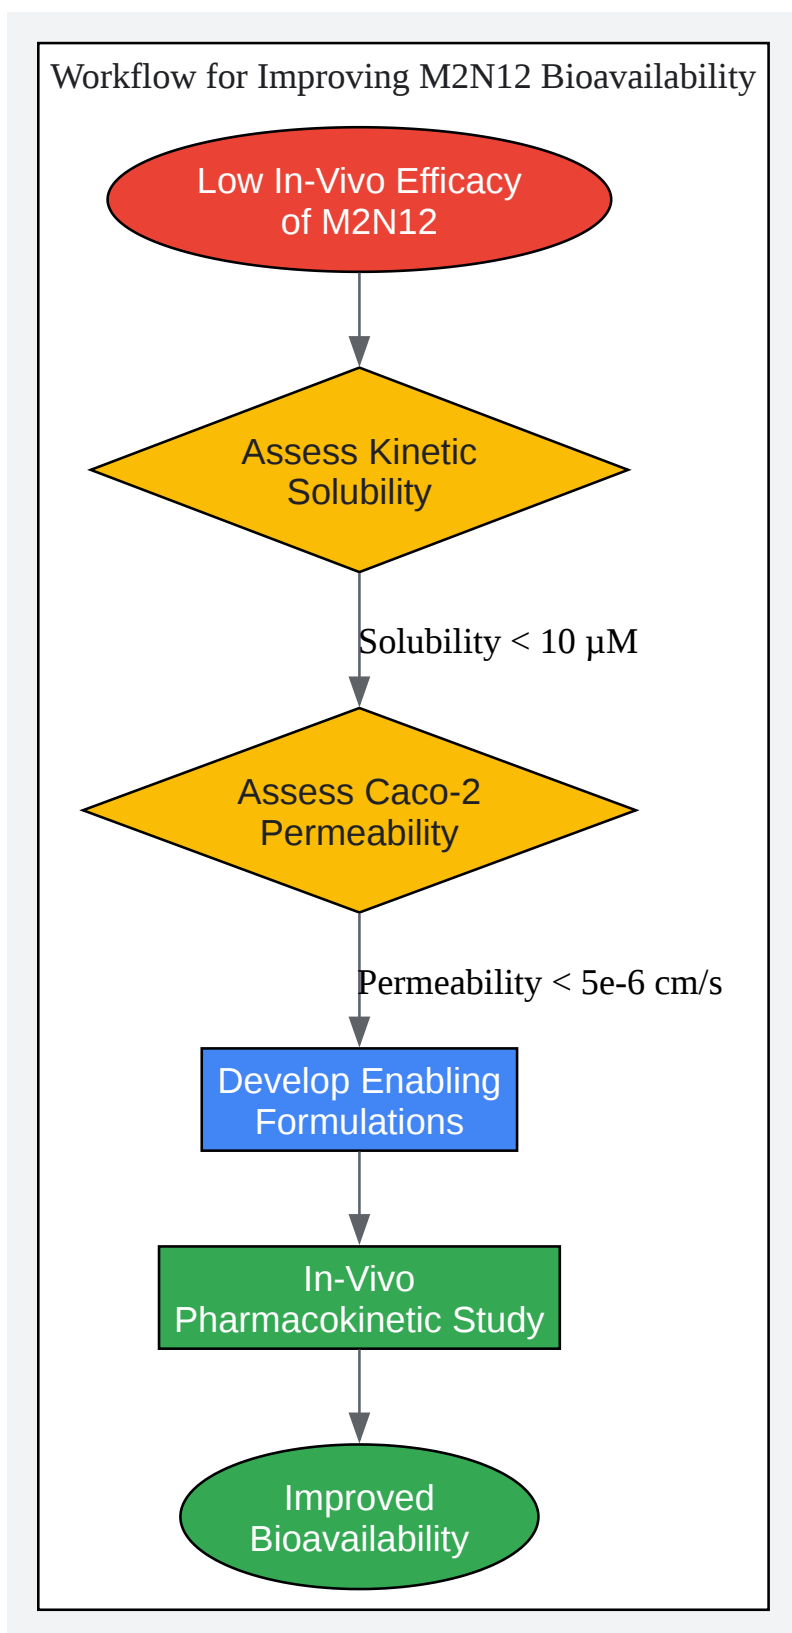 Workflow for Improving M2N12 Bioavailability
Low In-Vivo Efficacy
of M2N12
Assess Kinetic
Solubility
Solubility < 10 µM
Assess Caco-2
Permeability
Permeability < 5e-6 cm/s
Develop Enabling
Formulations
In-Vivo
Pharmacokinetic Study
Improved
Bioavailability